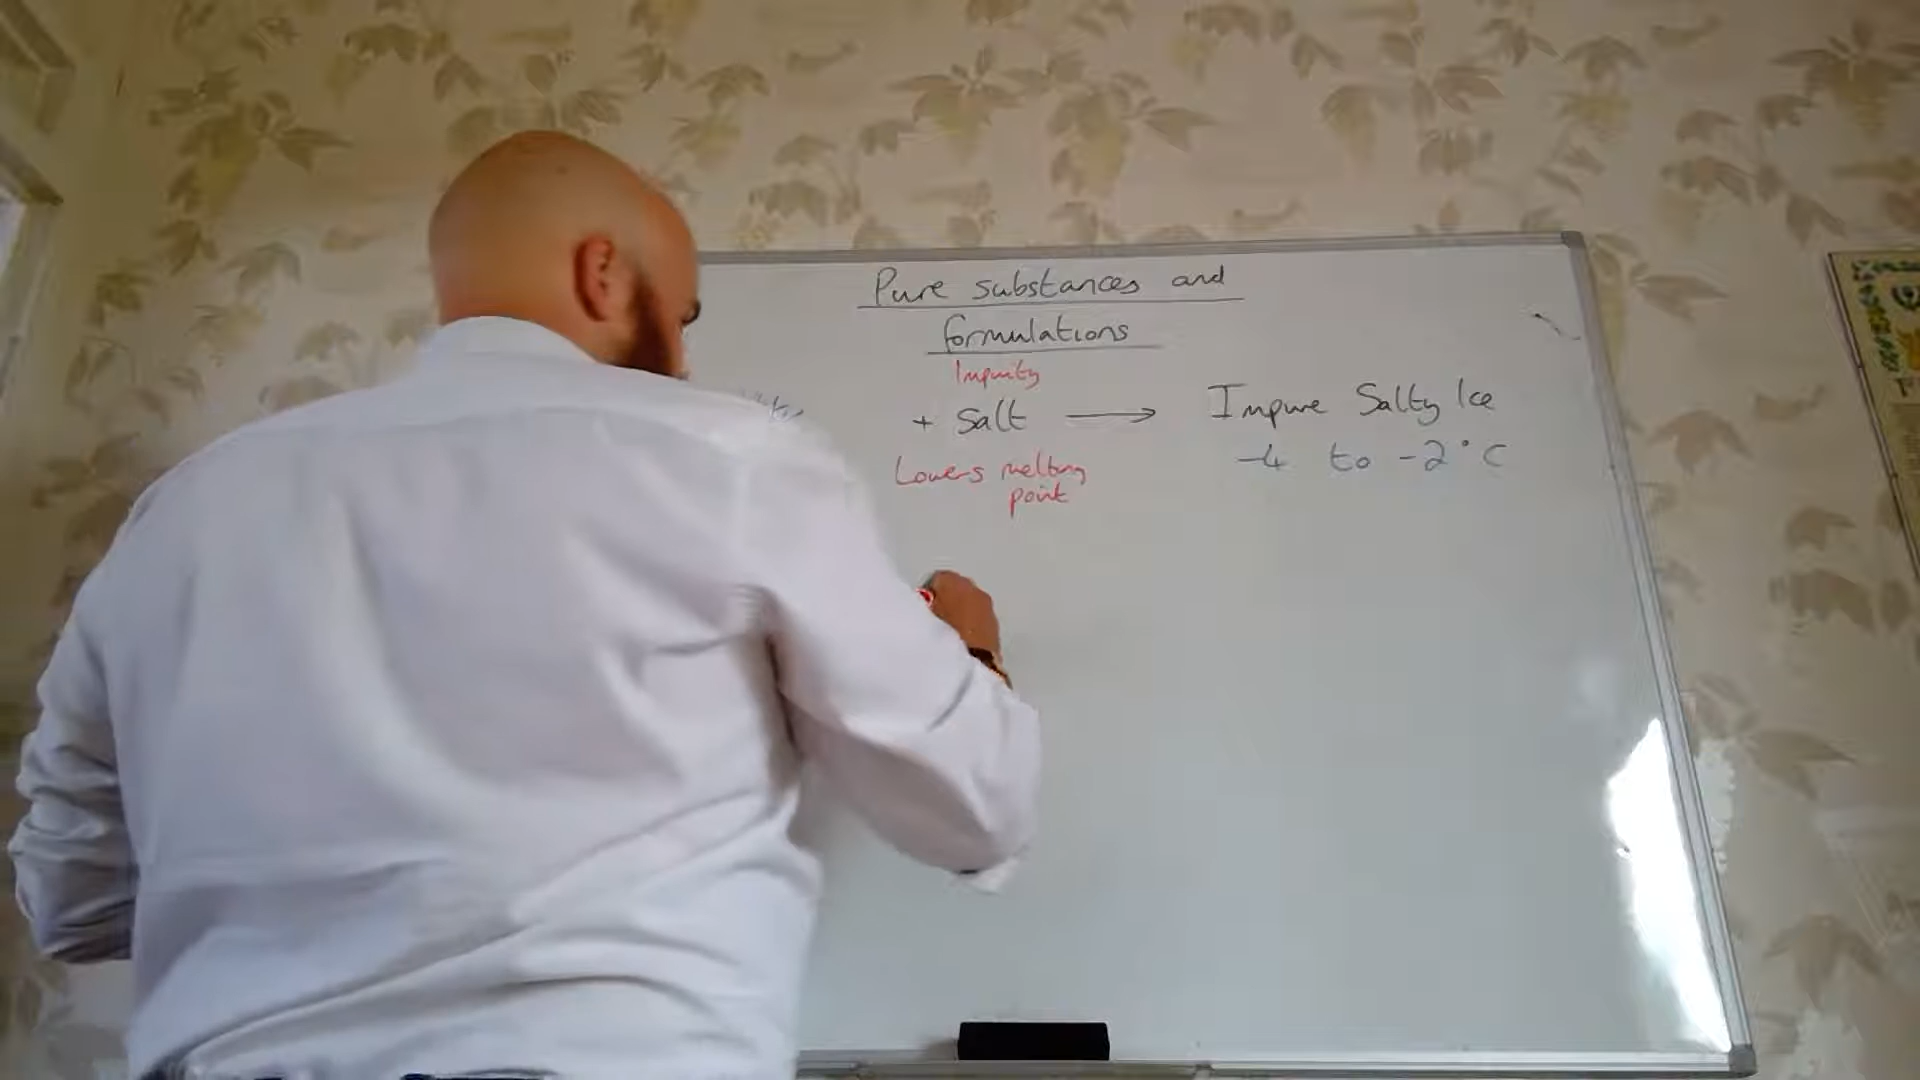 Pure substances and
formulations
Impurity
+ Salt → Impure Salty Ice
Lowers melting
point
-4 to -2°C